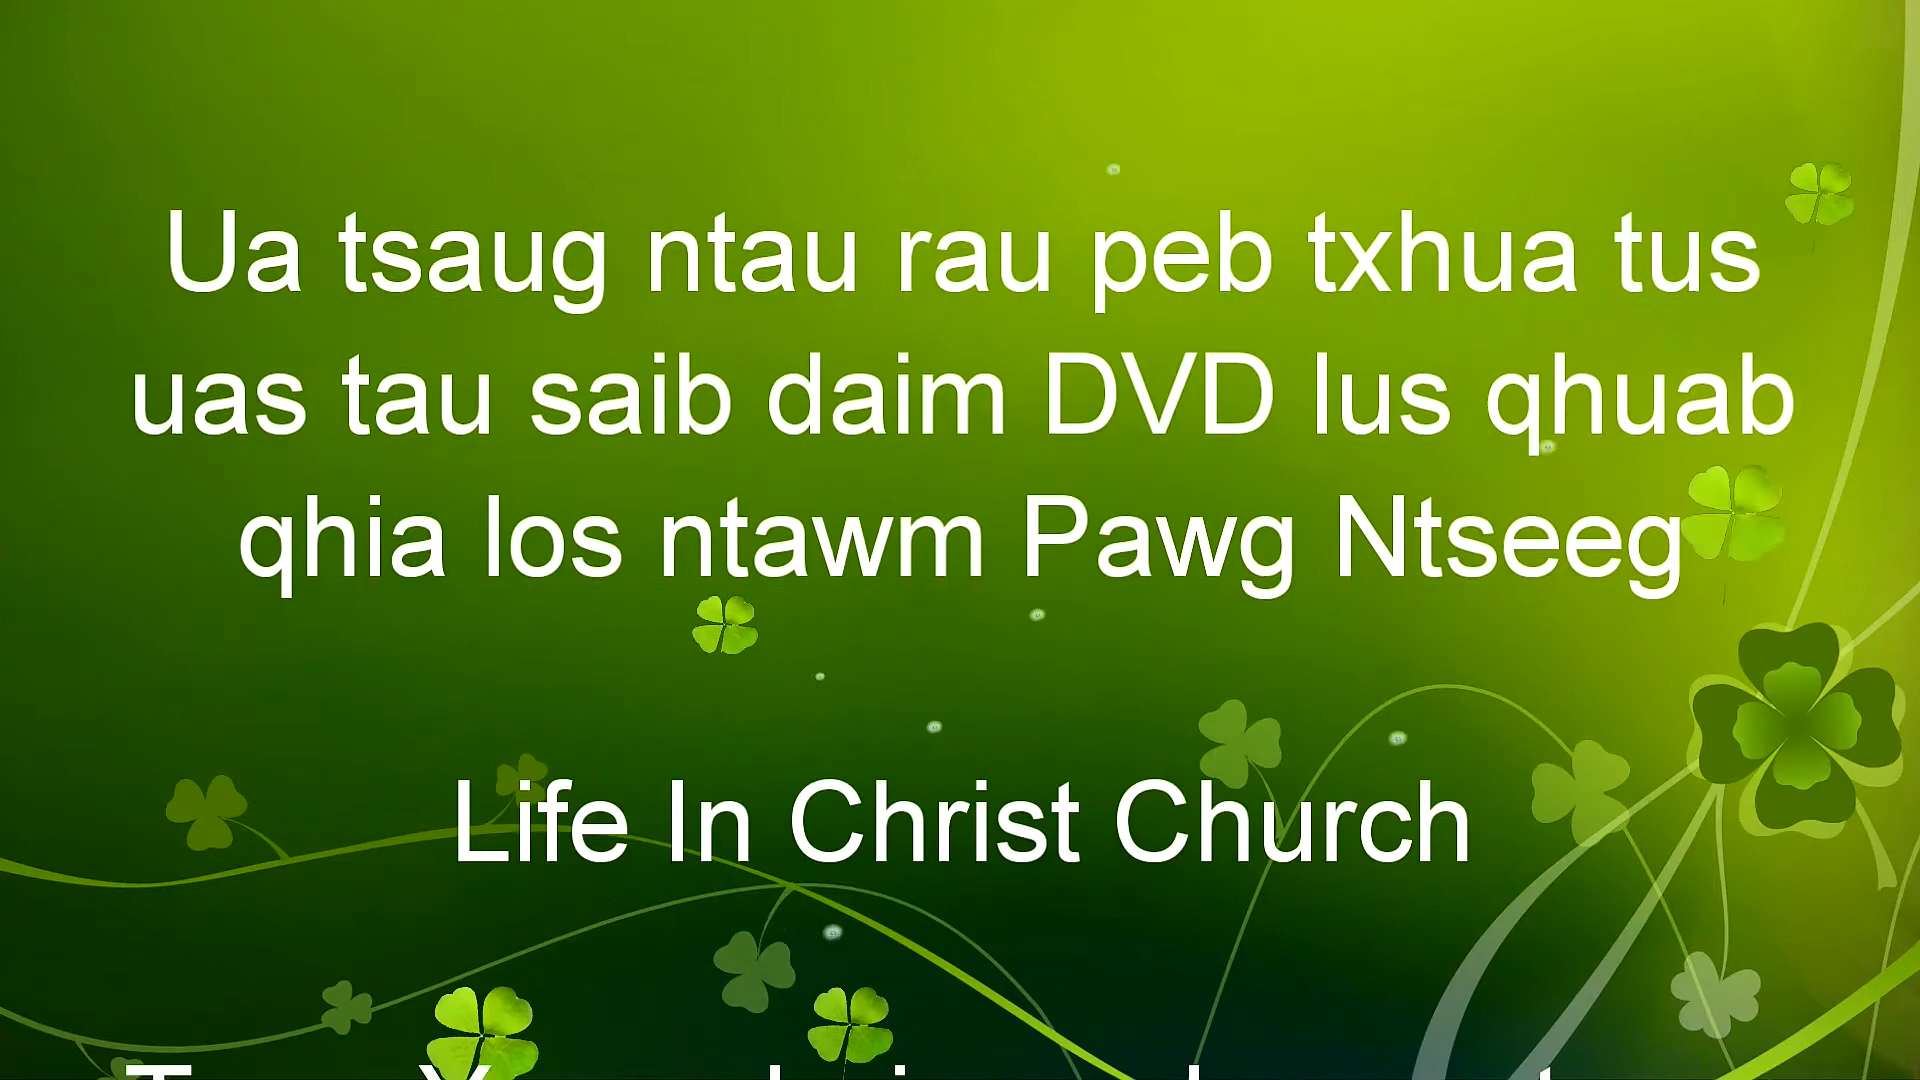 Ua tsaug ntau rau peb txhua tus
uas tau saib daim DVD lus qhuab
qhia los ntawm Pawg Ntseeg
Life In Christ Church